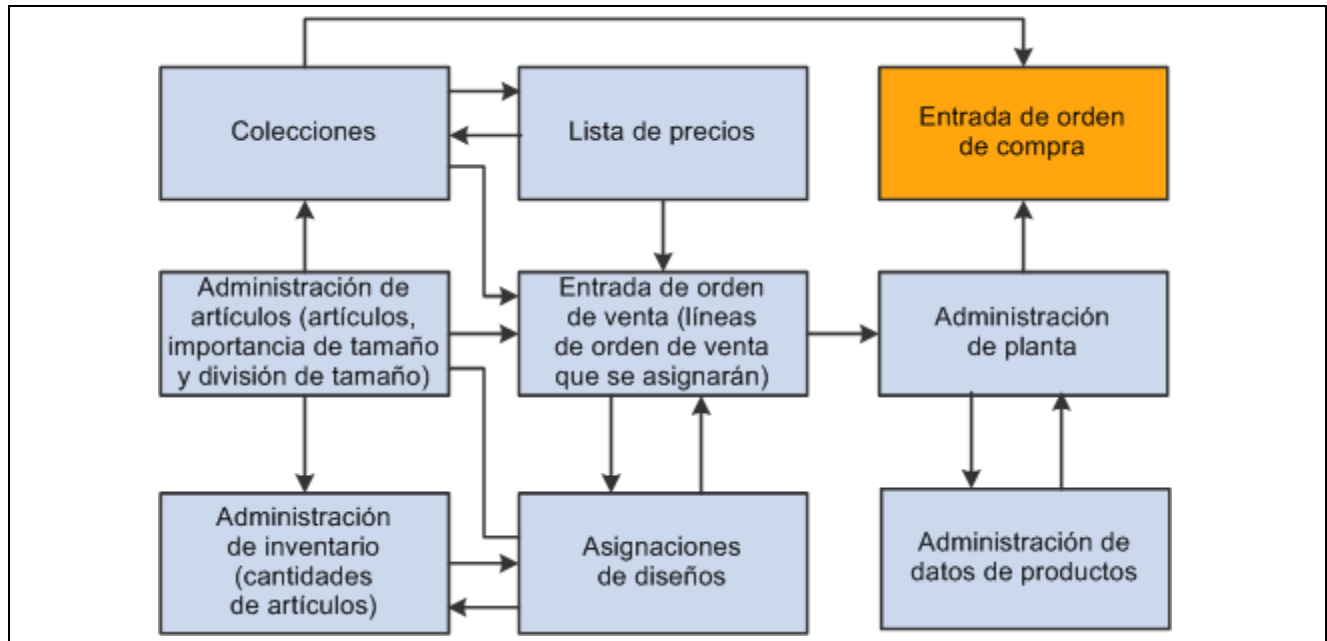 Colecciones
Lista de precios
Entrada de orden
de compra
Administración de
artículos (artículos,
importancia de tamaño
y división de tamaño)
Entrada de orden
de venta (líneas
de orden de venta
que se asignarán)
Administración
de planta
Administración
de inventario
(cantidades
de artículos)
Asignaciones
de diseños
Administración de
datos de productos